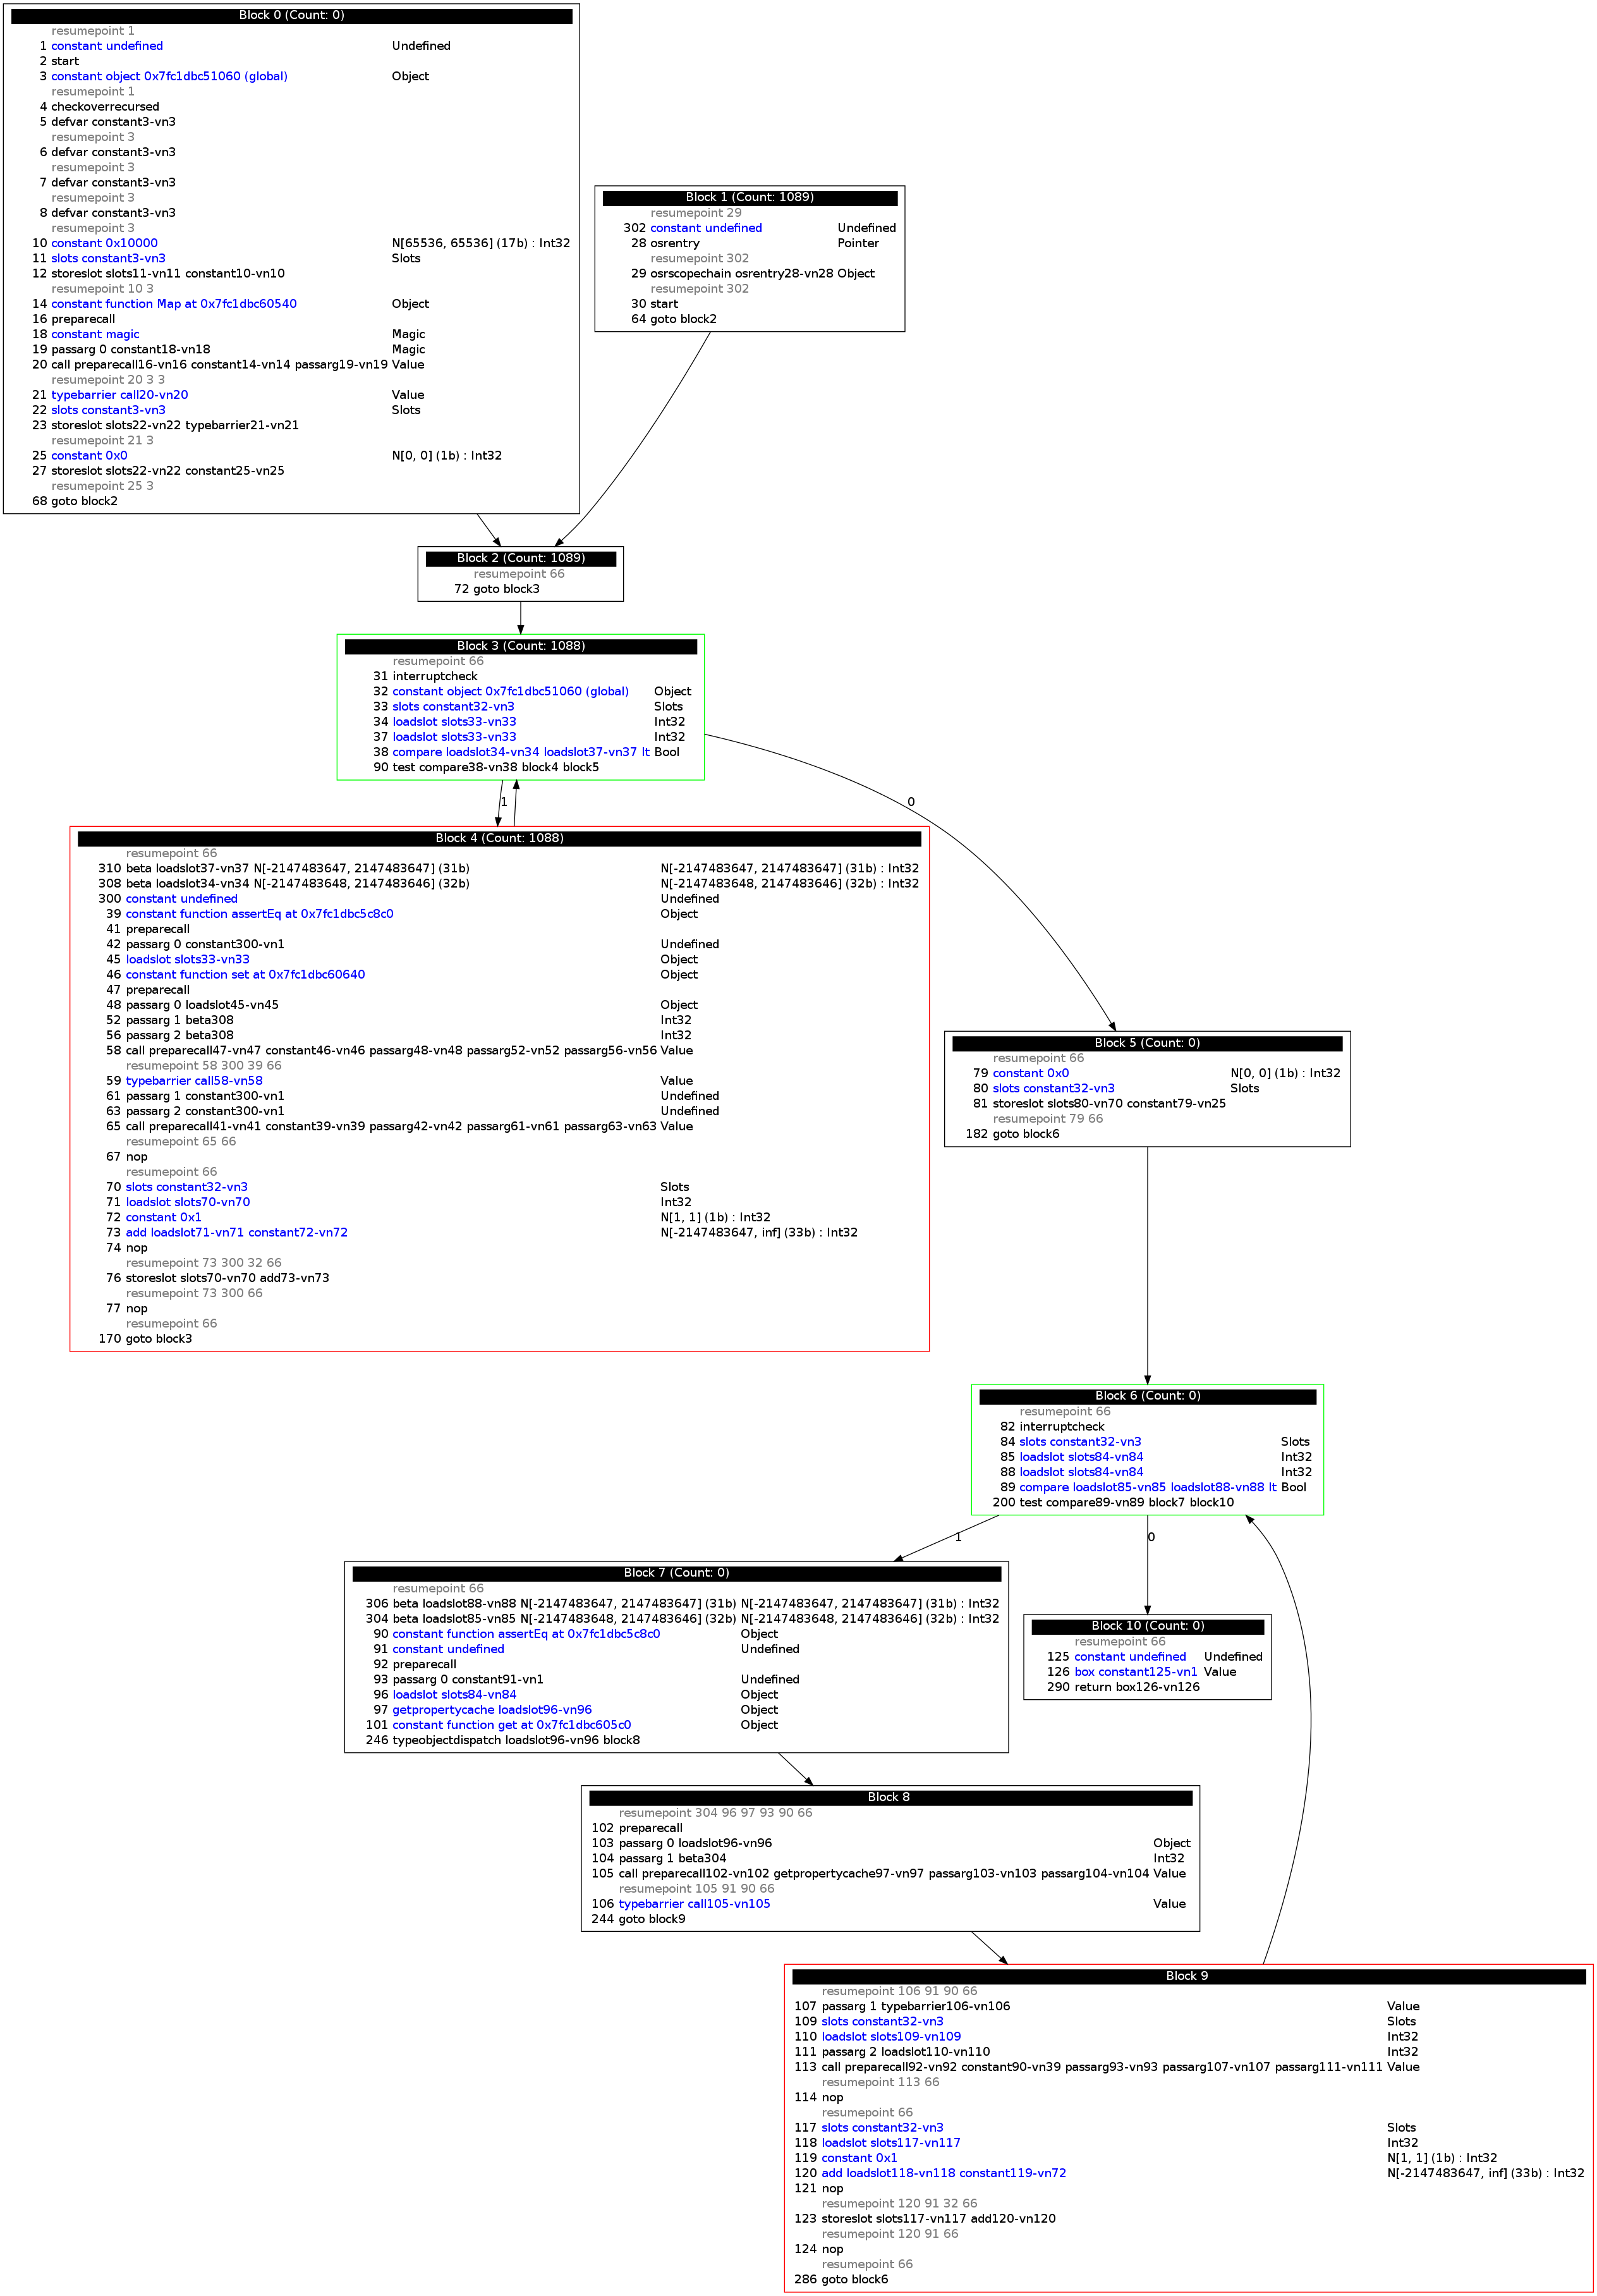 Block 0 (Count: 0)
resumepoint 1
1 constant undefined Undefined
2 start
3 constant object 0x7fc1dbc51060 (global) Object
resumepoint 1
4 checkoverrecursed
5 defvar constant3-vn3
resumepoint 3
6 defvar constant3-vn3
resumepoint 3
7 defvar constant3-vn3
resumepoint 3
8 defvar constant3-vn3
resumepoint 3
10 constant 0x10000 N[65536, 65536] (17b) : Int32
11 slots constant3-vn3 Slots
12 storeslot slots11-vn11 constant10-vn10
resumepoint 10 3
14 constant function Map at 0x7fc1dbc60540 Object
16 preparecall
18 constant magic Magic
19 passarg 0 constant18-vn18 Magic
20 call preparecall16-vn16 constant14-vn14 passarg19-vn19 Value
resumepoint 20 3 3
21 typebarrier call20-vn20 Value
22 slots constant3-vn3 Slots
23 storeslot slots22-vn22 typebarrier21-vn21
resumepoint 21 3
25 constant 0x0 N[0, 0] (1b) : Int32
27 storeslot slots22-vn22 constant25-vn25
resumepoint 25 3
68 goto block2
Block 1 (Count: 1089)
resumepoint 29
302 constant undefined Undefined
28 osrentry Pointer
resumepoint 302
29 osrscopechain osrentry28-vn28 Object
resumepoint 302
30 start
64 goto block2
Block 2 (Count: 1089)
resumepoint 66
72 goto block3
Block 3 (Count: 1088)
resumepoint 66
31 interruptcheck
32 constant object 0x7fc1dbc51060 (global) Object
33 slots constant32-vn3 Slots
34 loadslot slots33-vn33 Int32
37 loadslot slots33-vn33 Int32
38 compare loadslot34-vn34 loadslot37-vn37 lt Bool
90 test compare38-vn38 block4 block5
1
0
Block 4 (Count: 1088)
resumepoint 66
310 beta loadslot37-vn37 N[-2147483647, 2147483647] (31b) N[-2147483647, 2147483647] (31b) : Int32
308 beta loadslot34-vn34 N[-2147483648, 2147483646] (32b) N[-2147483648, 2147483646] (32b) : Int32
300 constant undefined Undefined
39 constant function assertEq at 0x7fc1dbc5c8c0 Object
41 preparecall
42 passarg 0 constant300-vn1 Undefined
45 loadslot slots33-vn33 Object
46 constant function set at 0x7fc1dbc60640 Object
47 preparecall
48 passarg 0 loadslot45-vn45 Object
52 passarg 1 beta308 Int32
56 passarg 2 beta308 Int32
58 call preparecall47-vn47 constant46-vn46 passarg48-vn48 passarg52-vn52 passarg56-vn56 Value
resumepoint 58 300 39 66
59 typebarrier call58-vn58 Value
61 passarg 1 constant300-vn1 Undefined
63 passarg 2 constant300-vn1 Undefined
65 call preparecall41-vn41 constant39-vn39 passarg42-vn42 passarg61-vn61 passarg63-vn63 Value
resumepoint 65 66
67 nop
resumepoint 66
70 slots constant32-vn3 Slots
71 loadslot slots70-vn70 Int32
72 constant 0x1 N[1, 1] (1b) : Int32
73 add loadslot71-vn71 constant72-vn72 N[-2147483647, inf] (33b) : Int32
74 nop
resumepoint 73 300 32 66
76 storeslot slots70-vn70 add73-vn73
resumepoint 73 300 66
77 nop
resumepoint 66
170 goto block3
Block 5 (Count: 0)
resumepoint 66
79 constant 0x0 N[0, 0] (1b) : Int32
80 slots constant32-vn3 Slots
81 storeslot slots80-vn70 constant79-vn25
resumepoint 79 66
182 goto block6
Block 6 (Count: 0)
resumepoint 66
82 interruptcheck
84 slots constant32-vn3 Slots
85 loadslot slots84-vn84 Int32
88 loadslot slots84-vn84 Int32
89 compare loadslot85-vn85 loadslot88-vn88 lt Bool
200 test compare89-vn89 block7 block10
1
0
Block 7 (Count: 0)
resumepoint 66
306 beta loadslot88-vn88 N[-2147483647, 2147483647] (31b) N[-2147483647, 2147483647] (31b) : Int32
304 beta loadslot85-vn85 N[-2147483648, 2147483646] (32b) N[-2147483648, 2147483646] (32b) : Int32
90 constant function assertEq at 0x7fc1dbc5c8c0 Object
91 constant undefined Undefined
92 preparecall
93 passarg 0 constant91-vn1 Undefined
96 loadslot slots84-vn84 Object
97 getpropertycache loadslot96-vn96 Object
101 constant function get at 0x7fc1dbc605c0 Object
246 typeobjectdispatch loadslot96-vn96 block8
Block 10 (Count: 0)
resumepoint 66
125 constant undefined Undefined
126 box constant125-vn1 Value
290 return box126-vn126
Block 8
resumepoint 304 96 97 93 90 66
102 preparecall
103 passarg 0 loadslot96-vn96 Object
104 passarg 1 beta304 Int32
105 call preparecall102-vn102 getpropertycache97-vn97 passarg103-vn103 passarg104-vn104 Value
resumepoint 105 91 90 66
106 typebarrier call105-vn105 Value
244 goto block9
Block 9
resumepoint 106 91 90 66
107 passarg 1 typebarrier106-vn106 Value
109 slots constant32-vn3 Slots
110 loadslot slots109-vn109 Int32
111 passarg 2 loadslot110-vn110 Int32
113 call preparecall92-vn92 constant90-vn39 passarg93-vn93 passarg107-vn107 passarg111-vn111 Value
resumepoint 113 66
114 nop
resumepoint 66
117 slots constant32-vn3 Slots
118 loadslot slots117-vn117 Int32
119 constant 0x1 N[1, 1] (1b) : Int32
120 add loadslot118-vn118 constant119-vn72 N[-2147483647, inf] (33b) : Int32
121 nop
resumepoint 120 91 32 66
123 storeslot slots117-vn117 add120-vn120
resumepoint 120 91 66
124 nop
resumepoint 66
286 goto block6